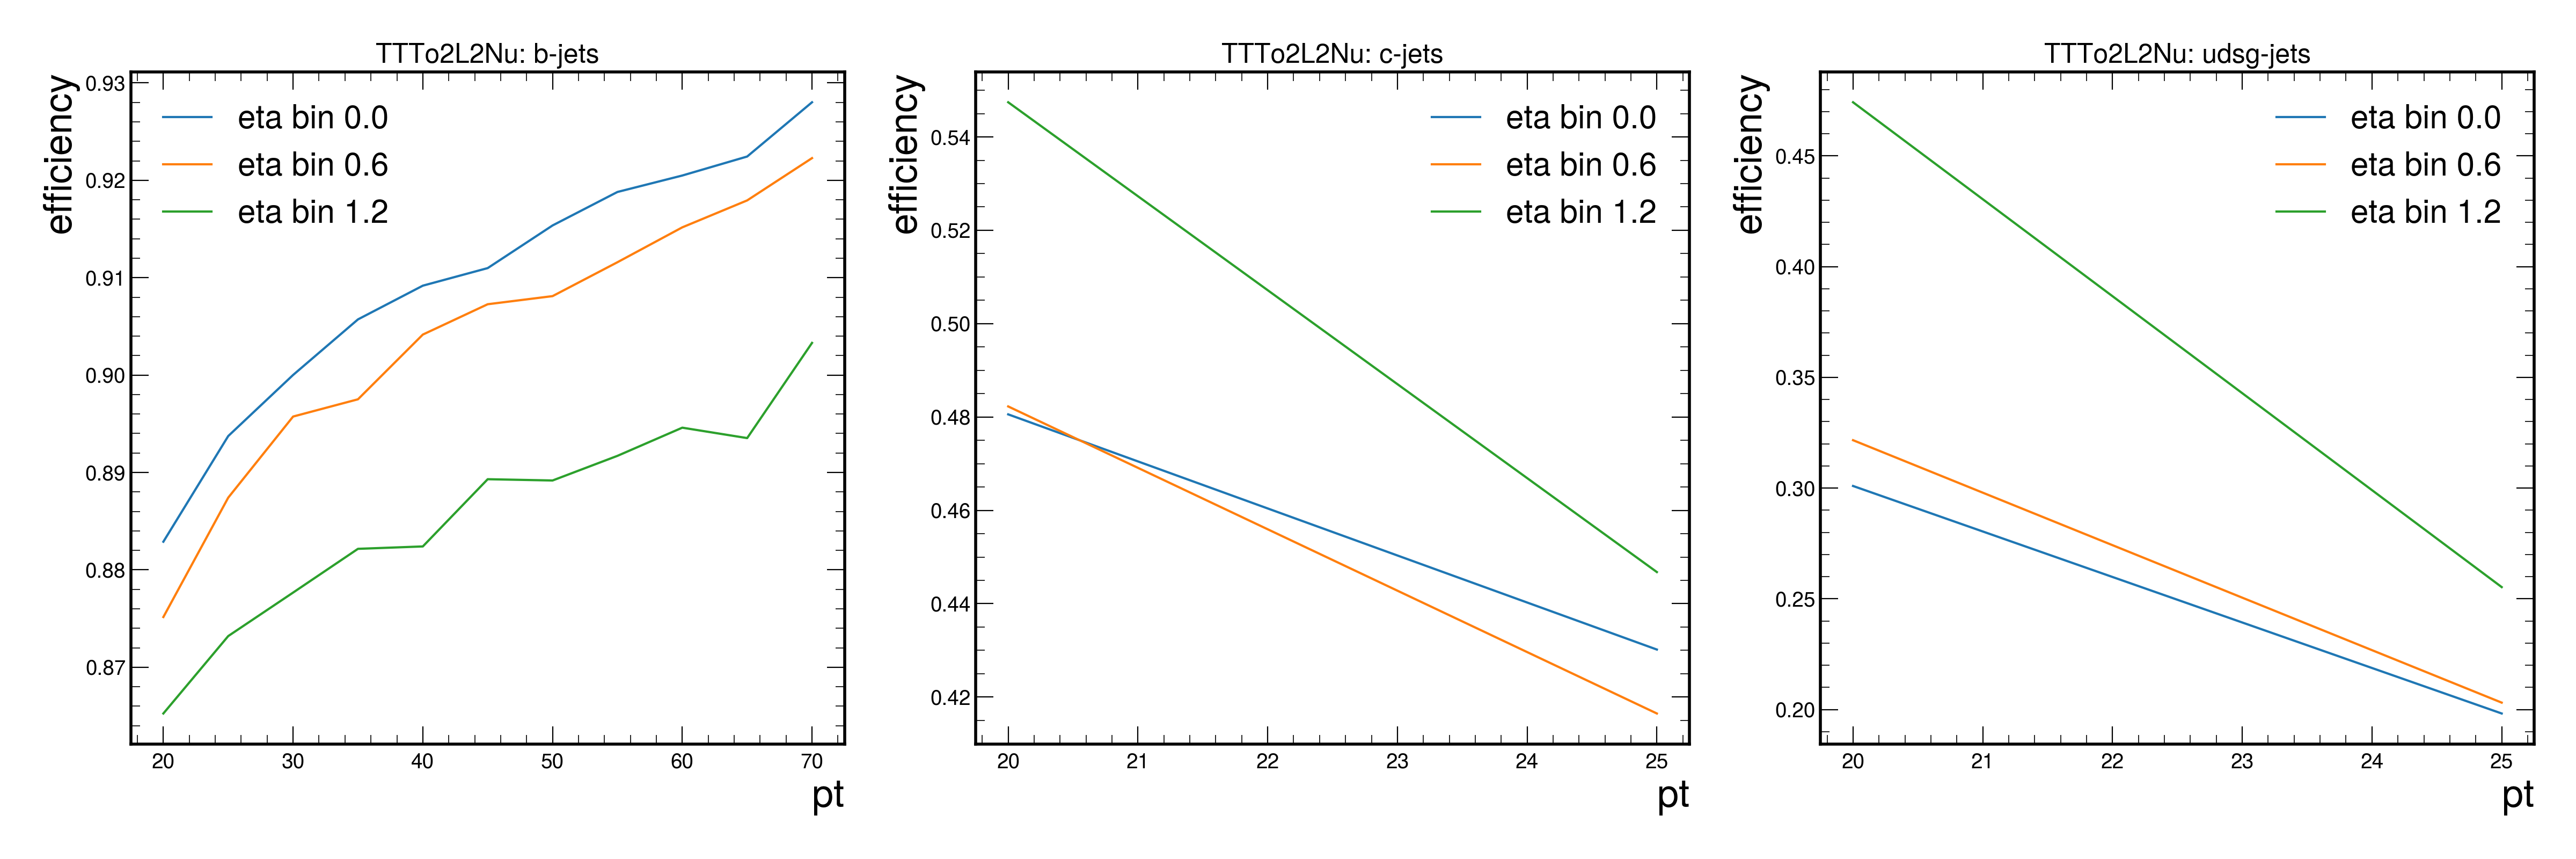 TTTo2L2Nu: b-jets
efficiency
0.93
0.92
0.91
0.90
0.89
0.88
0.87
eta bin 0.0
eta bin 0.6
eta bin 1.2
20 30 40 50 60 70
pt
TTTo2L2Nu: c-jets
efficiency
0.54
0.52
0.50
0.48
0.46
0.44
0.42
eta bin 0.0
eta bin 0.6
eta bin 1.2
20 21 22 23 24 25
pt
TTTo2L2Nu: udsg-jets
efficiency
0.45
0.40
0.35
0.30
0.25
0.20
eta bin 0.0
eta bin 0.6
eta bin 1.2
20 21 22 23 24 25
pt